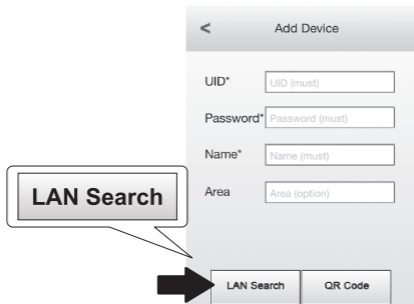 < Add Device
UID* UID (must)
Password* Password (must)
Name* Name (must)
Area Area (option)
LAN Search
LAN Search QR Code